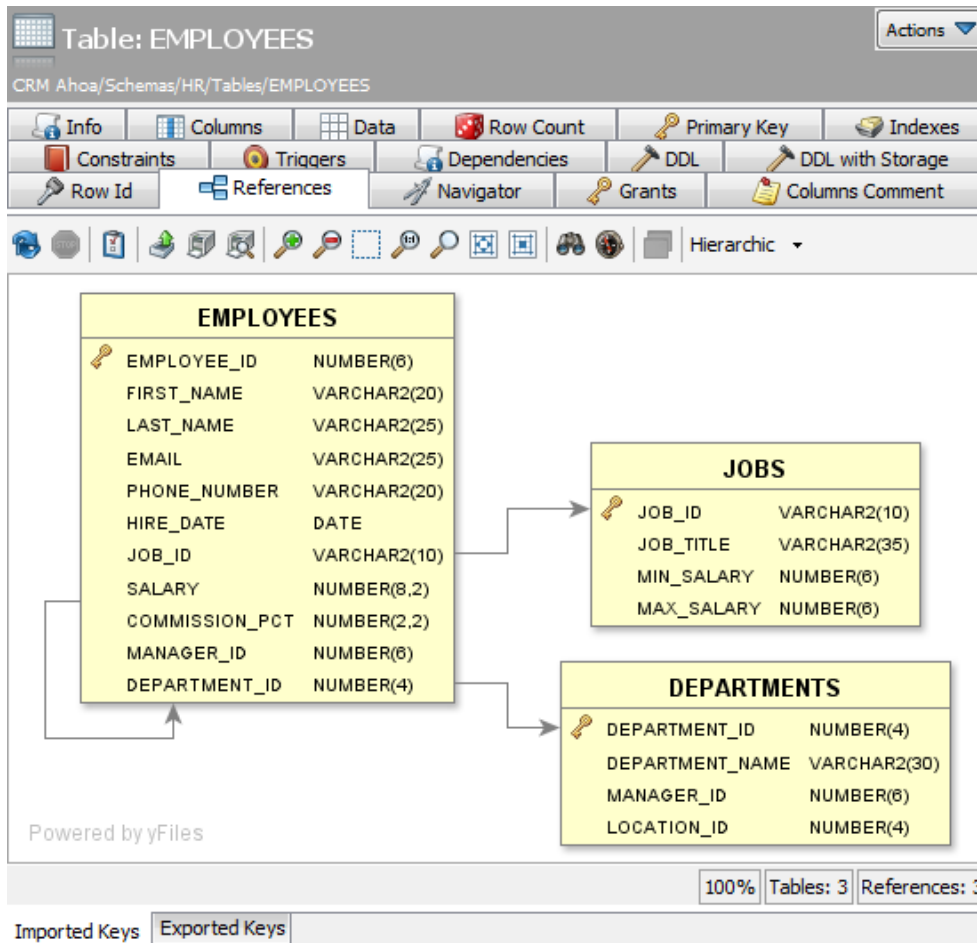 Table: EMPLOYEES
Actions
CRM Ahoa/Schemas/HR/Tables/EMPLOYEES
Info Columns Data Row Count Primary Key Indexes
Constraints Triggers Dependencies DDL DDL with Storage
Row Id References Navigator Grants Columns Comment
STOP 1:1 Hierarchic
EMPLOYEES
EMPLOYEE_ID NUMBER(6)
FIRST_NAME VARCHAR2(20)
LAST_NAME VARCHAR2(25)
EMAIL VARCHAR2(25)
PHONE_NUMBER VARCHAR2(20)
HIRE_DATE DATE
JOB_ID VARCHAR2(10)
SALARY NUMBER(8,2)
COMMISSION_PCT NUMBER(2,2)
MANAGER_ID NUMBER(6)
DEPARTMENT_ID NUMBER(4)
JOBS
JOB_ID VARCHAR2(10)
JOB_TITLE VARCHAR2(35)
MIN_SALARY NUMBER(6)
MAX_SALARY NUMBER(6)
DEPARTMENTS
DEPARTMENT_ID NUMBER(4)
DEPARTMENT_NAME VARCHAR2(30)
MANAGER_ID NUMBER(6)
LOCATION_ID NUMBER(4)
Powered by yFiles
100% Tables: 3 References: 3
Imported Keys Exported Keys